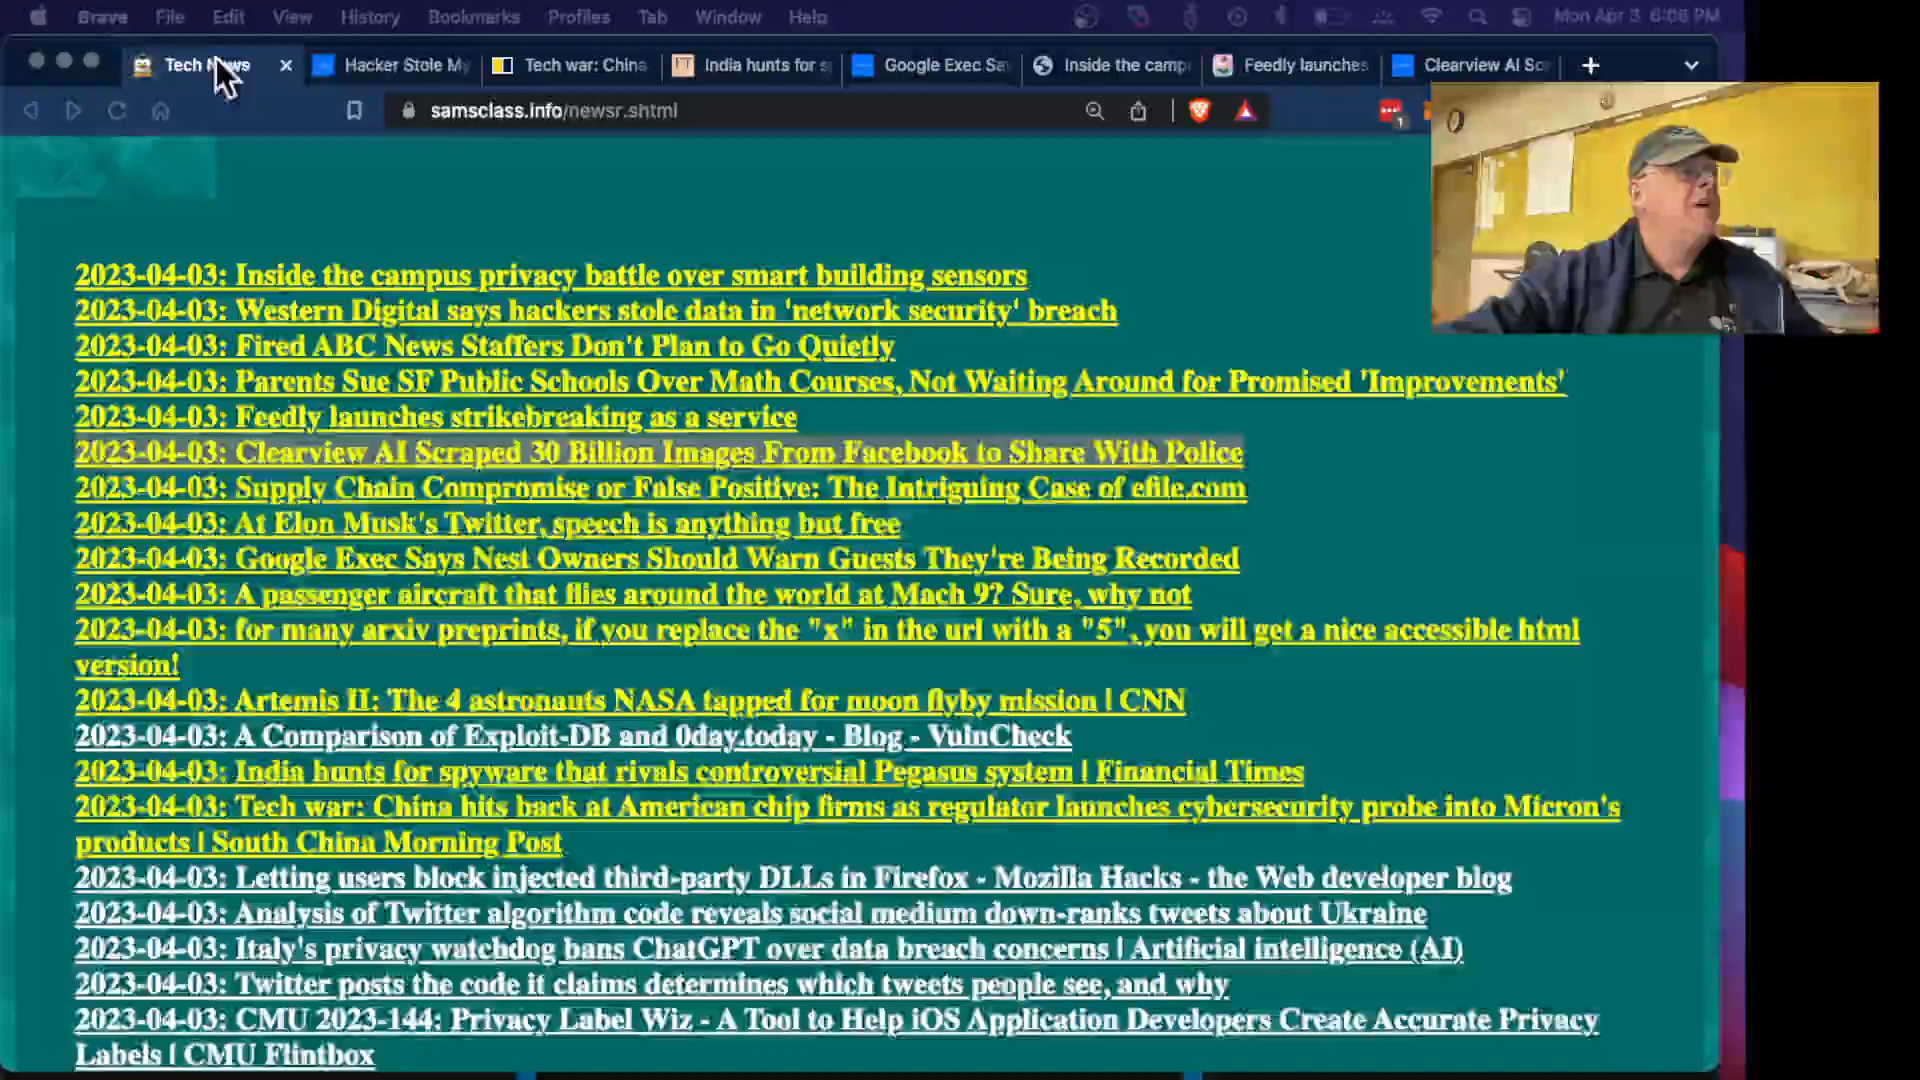 Brave File Edit View History Bookmarks Profiles Tab Window Help Mon Apr 3 6:06 PM
Tech News Hacker Stole My Tech war: China India hunts for s Google Exec Say Inside the camp Feedly launches Clearview AI Sc
samsclass.info/newsr.shtml
1
2023-04-03: Inside the campus privacy battle over smart building sensors
2023-04-03: Western Digital says hackers stole data in 'network security' breach
2023-04-03: Fired ABC News Staffers Don't Plan to Go Quietly
2023-04-03: Parents Sue SF Public Schools Over Math Courses, Not Waiting Around for Promised 'Improvements'
2023-04-03: Feedly launches strikebreaking as a service
2023-04-03: Clearview AI Scraped 30 Billion Images From Facebook to Share With Police
2023-04-03: Supply Chain Compromise or False Positive: The Intriguing Case of efile.com
2023-04-03: At Elon Musk's Twitter, speech is anything but free
2023-04-03: Google Exec Says Nest Owners Should Warn Guests They're Being Recorded
2023-04-03: A passenger aircraft that flies around the world at Mach 9? Sure, why not
2023-04-03: for many arxiv preprints, if you replace the "x" in the url with a "5", you will get a nice accessible html
version!
2023-04-03: Artemis II: The 4 astronauts NASA tapped for moon flyby mission | CNN
2023-04-03: A Comparison of Exploit-DB and 0day.today - Blog - VulnCheck
2023-04-03: India hunts for spyware that rivals controversial Pegasus system | Financial Times
2023-04-03: Tech war: China hits back at American chip firms as regulator launches cybersecurity probe into Micron's
products | South China Morning Post
2023-04-03: Letting users block injected third-party DLLs in Firefox - Mozilla Hacks - the Web developer blog
2023-04-03: Analysis of Twitter algorithm code reveals social medium down-ranks tweets about Ukraine
2023-04-03: Italy's privacy watchdog bans ChatGPT over data breach concerns | Artificial intelligence (AI)
2023-04-03: Twitter posts the code it claims determines which tweets people see, and why
2023-04-03: CMU 2023-144: Privacy Label Wiz - A Tool to Help iOS Application Developers Create Accurate Privacy
Labels | CMU Flintbox